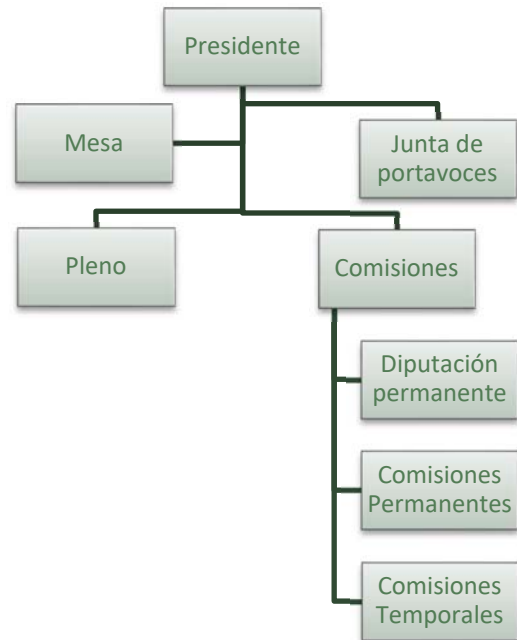 Presidente
Mesa
Junta de
portavoces
Pleno
Comisiones
Diputación
permanente
Comisiones
Permanentes
Comisiones
Temporales